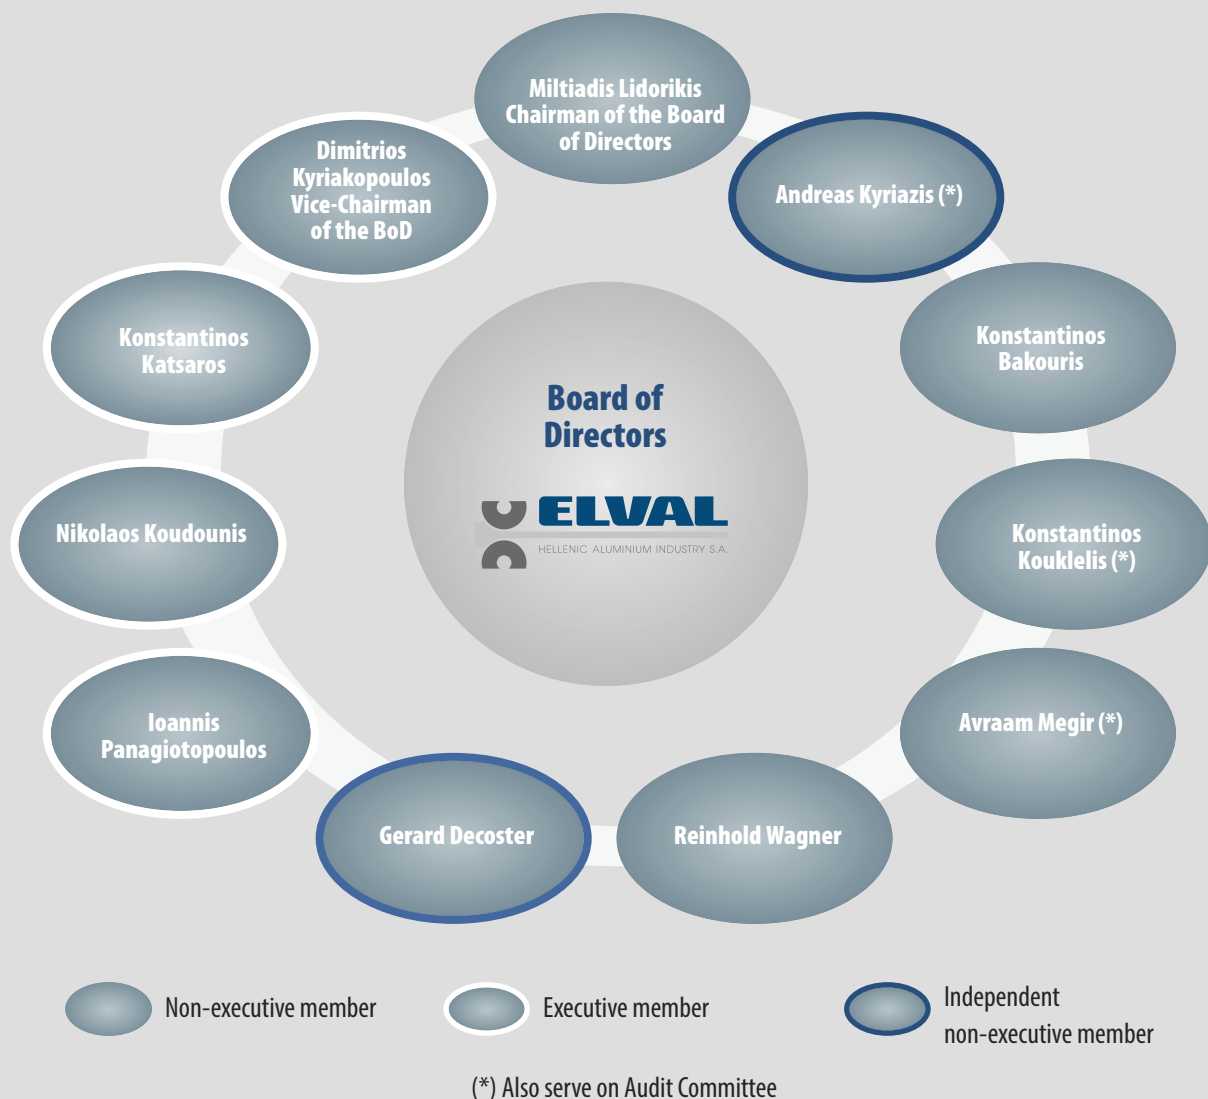 Miltiadis Lidorikis
Chairman of the Board
of Directors
Dimitrios
Kyriakopoulos
Vice-Chairman
of the BoD
Andreas Kyriazis (*)
Konstantinos
Katsaros
Konstantinos
Bakouris
Board of
Directors
ELVAL
HELLENIC ALUMINIUM INDUSTRY S.A.
Nikolaos Koudounis
Konstantinos
Kouklelis (*)
Ioannis
Panagiotopoulos
Avraam Megir (*)
Gerard Decoster
Reinhold Wagner
Non-executive member
Executive member
Independent
non-executive member
(*) Also serve on Audit Committee